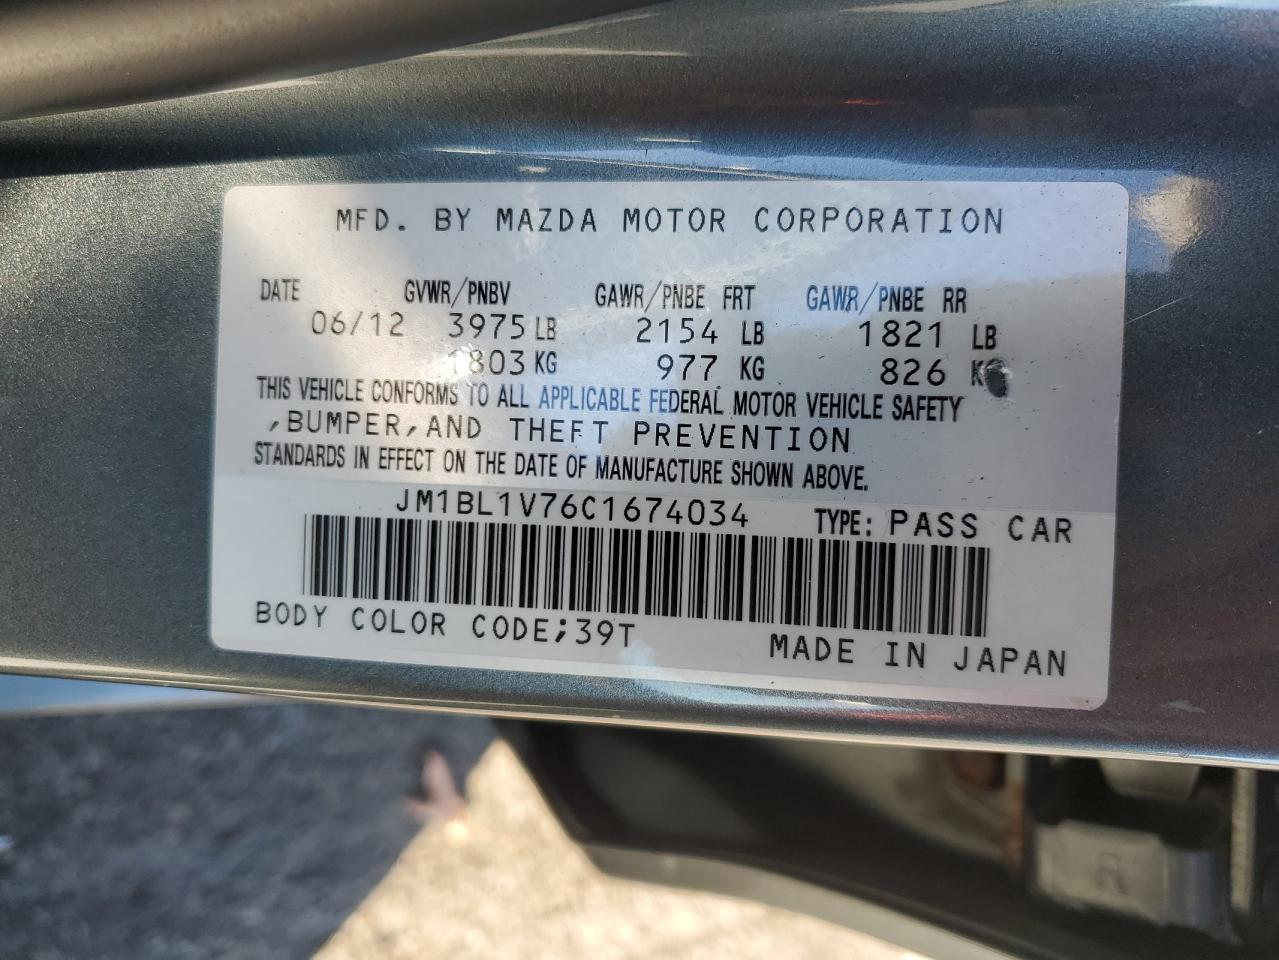 MFD. BY MAZDA MOTOR CORPORATION
DATE GVWR/PNBV GAWR/PNBE FRT GAWR/PNBE RR
06/12 3975 LB 2154 LB 1821 LB
1803 KG 977 KG 826 KG
THIS VEHICLE CONFORMS TO ALL APPLICABLE FEDERAL MOTOR VEHICLE SAFETY
,BUMPER,AND THEFT PREVENTION
STANDARDS IN EFFECT ON THE DATE OF MANUFACTURE SHOWN ABOVE.
JM1BL1V76C1674034 TYPE: PASS CAR
BODY COLOR CODE;39T MADE IN JAPAN
R